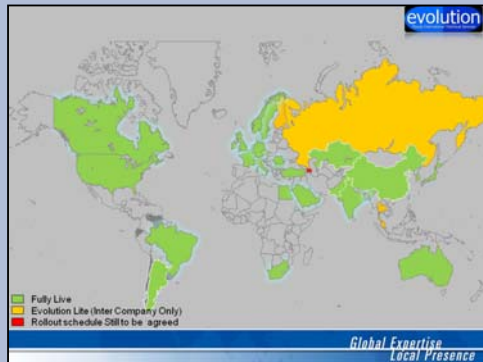 evolution
Fully Live
Evolution Lite (Inter Company Only)
Rollout schedule Still to be agreed
Global Expertise
Local Presence